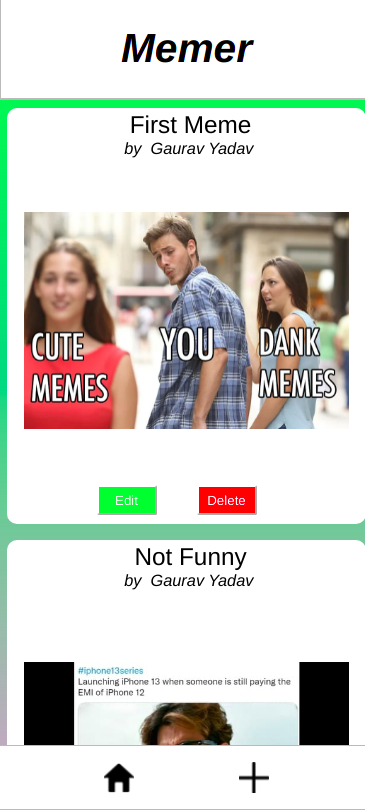 Memer
First Meme
by Gaurav Yadav
CUTE
MEMES
YOU
DANK
MEMES
Edit
Delete
Not Funny
by Gaurav Yadav
#iphone13series
Launching iPhone 13 when someone is still paying the
EMI of iPhone 12